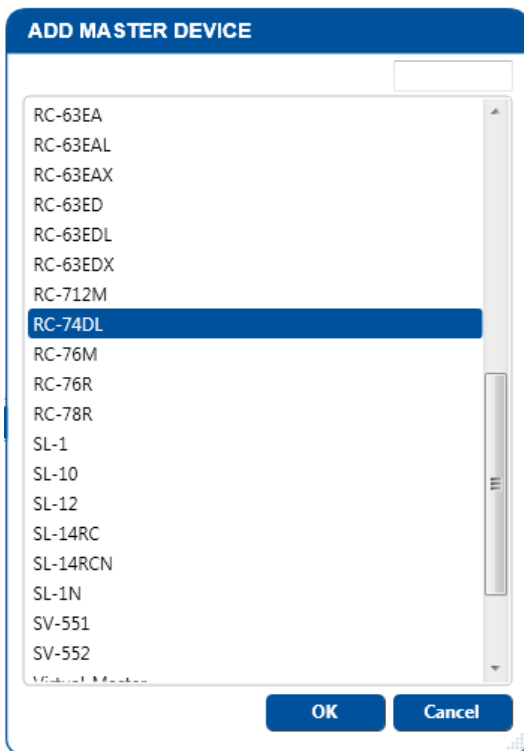 ADD MASTER DEVICE
RC-63EA
RC-63EAL
RC-63EAX
RC-63ED
RC-63EDL
RC-63EDX
RC-712M
RC-74DL
RC-76M
RC-76R
RC-78R
SL-1
SL-10
SL-12
SL-14RC
SL-14RCN
SL-1N
SV-551
SV-552
Virtual Master
OK
Cancel